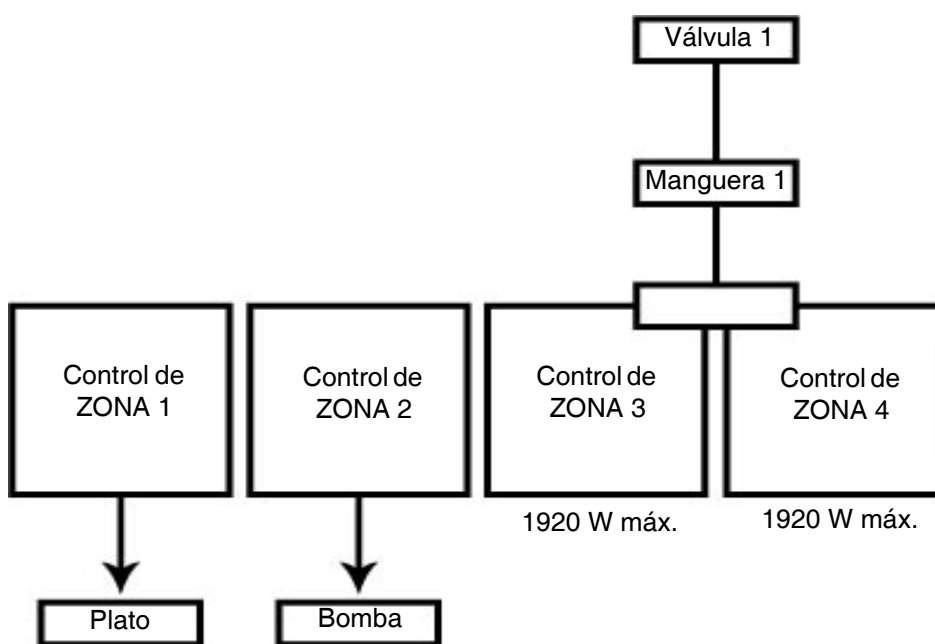 Válvula 1
Manguera 1
Control de
ZONA 1
Control de
ZONA 2
Control de
ZONA 3
Control de
ZONA 4
1920 W máx.
1920 W máx.
Plato
Bomba